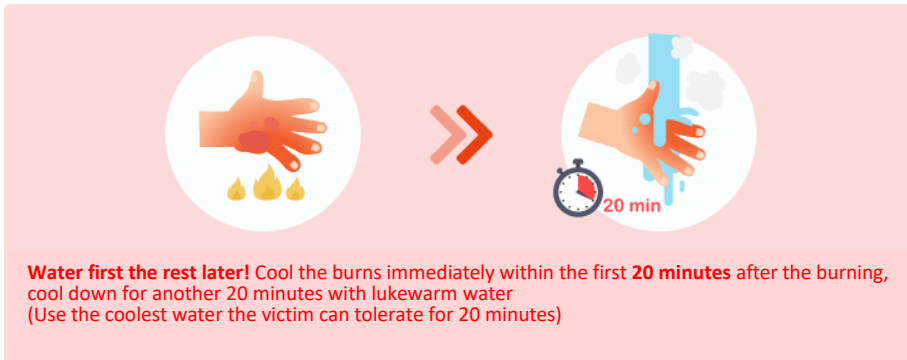 20 min
Water first the rest later! Cool the burns immediately within the first 20 minutes after the burning,
cool down for another 20 minutes with lukewarm water
(Use the coolest water the victim can tolerate for 20 minutes)